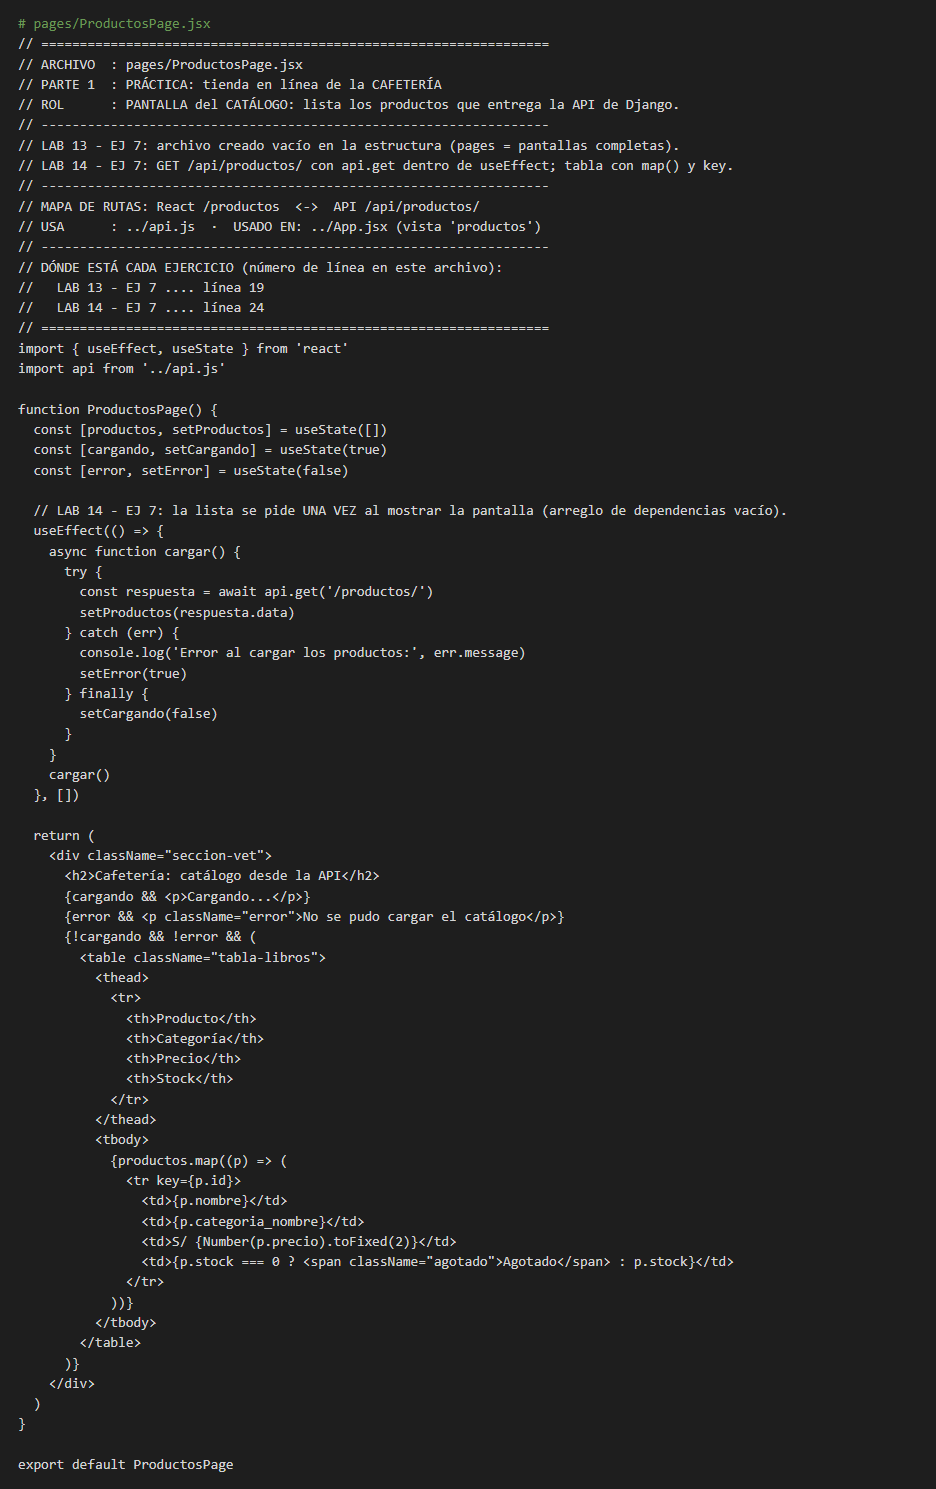 # pages/ProductosPage.jsx
// ==================================================================
// ARCHIVO  : pages/ProductosPage.jsx
// PARTE 1  : PRÁCTICA: tienda en línea de la CAFETERÍA
// ROL      : PANTALLA del CATÁLOGO: lista los productos que entrega la API de Django.
// ------------------------------------------------------------------
// LAB 13 - EJ 7: archivo creado vacío en la estructura (pages = pantallas completas).
// LAB 14 - EJ 7: GET /api/productos/ con api.get dentro de useEffect; tabla con map() y key.
// ------------------------------------------------------------------
// MAPA DE RUTAS: React /productos  <->  API /api/productos/
// USA      : ../api.js  ·  USADO EN: ../App.jsx (vista 'productos')
// ------------------------------------------------------------------
// DÓNDE ESTÁ CADA EJERCICIO (número de línea en este archivo):
//   LAB 13 - EJ 7 .... línea 19
//   LAB 14 - EJ 7 .... línea 24
// ==================================================================
import { useEffect, useState } from 'react'
import api from '../api.js'

function ProductosPage() {
  const [productos, setProductos] = useState([])
  const [cargando, setCargando] = useState(true)
  const [error, setError] = useState(false)

  // LAB 14 - EJ 7: la lista se pide UNA VEZ al mostrar la pantalla (arreglo de dependencias vacío).
  useEffect(() => {
    async function cargar() {
      try {
        const respuesta = await api.get('/productos/')
        setProductos(respuesta.data)
      } catch (err) {
        console.log('Error al cargar los productos:', err.message)
        setError(true)
      } finally {
        setCargando(false)
      }
    }
    cargar()
  }, [])

  return (
    <div className="seccion-vet">
      <h2>Cafetería: catálogo desde la API</h2>
      {cargando && <p>Cargando...</p>}
      {error && <p className="error">No se pudo cargar el catálogo</p>}
      {!cargando && !error && (
        <table className="tabla-libros">
          <thead>
            <tr>
              <th>Producto</th>
              <th>Categoría</th>
              <th>Precio</th>
              <th>Stock</th>
            </tr>
          </thead>
          <tbody>
            {productos.map((p) => (
              <tr key={p.id}>
                <td>{p.nombre}</td>
                <td>{p.categoria_nombre}</td>
                <td>S/ {Number(p.precio).toFixed(2)}</td>
                <td>{p.stock === 0 ? <span className="agotado">Agotado</span> : p.stock}</td>
              </tr>
            ))}
          </tbody>
        </table>
      )}
    </div>
  )
}

export default ProductosPage